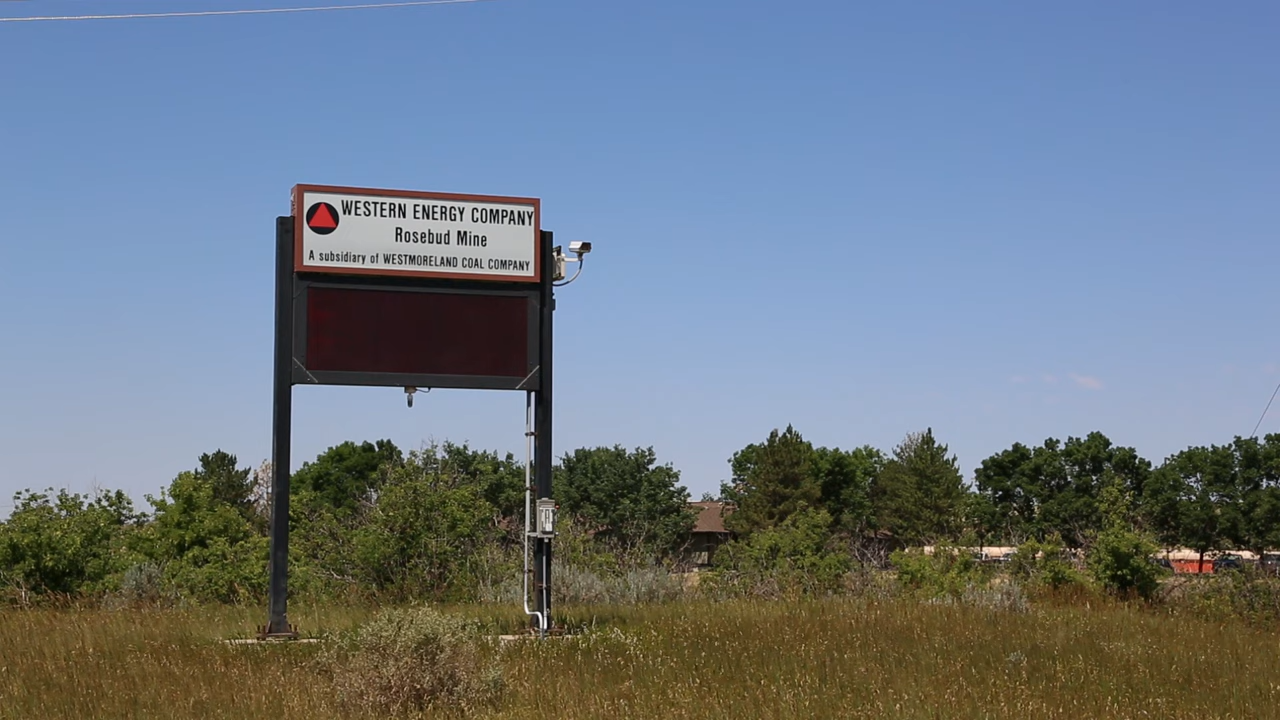 WESTERN ENERGY COMPANY
Rosebud Mine
A subsidiary of WESTMORELAND COAL COMPANY